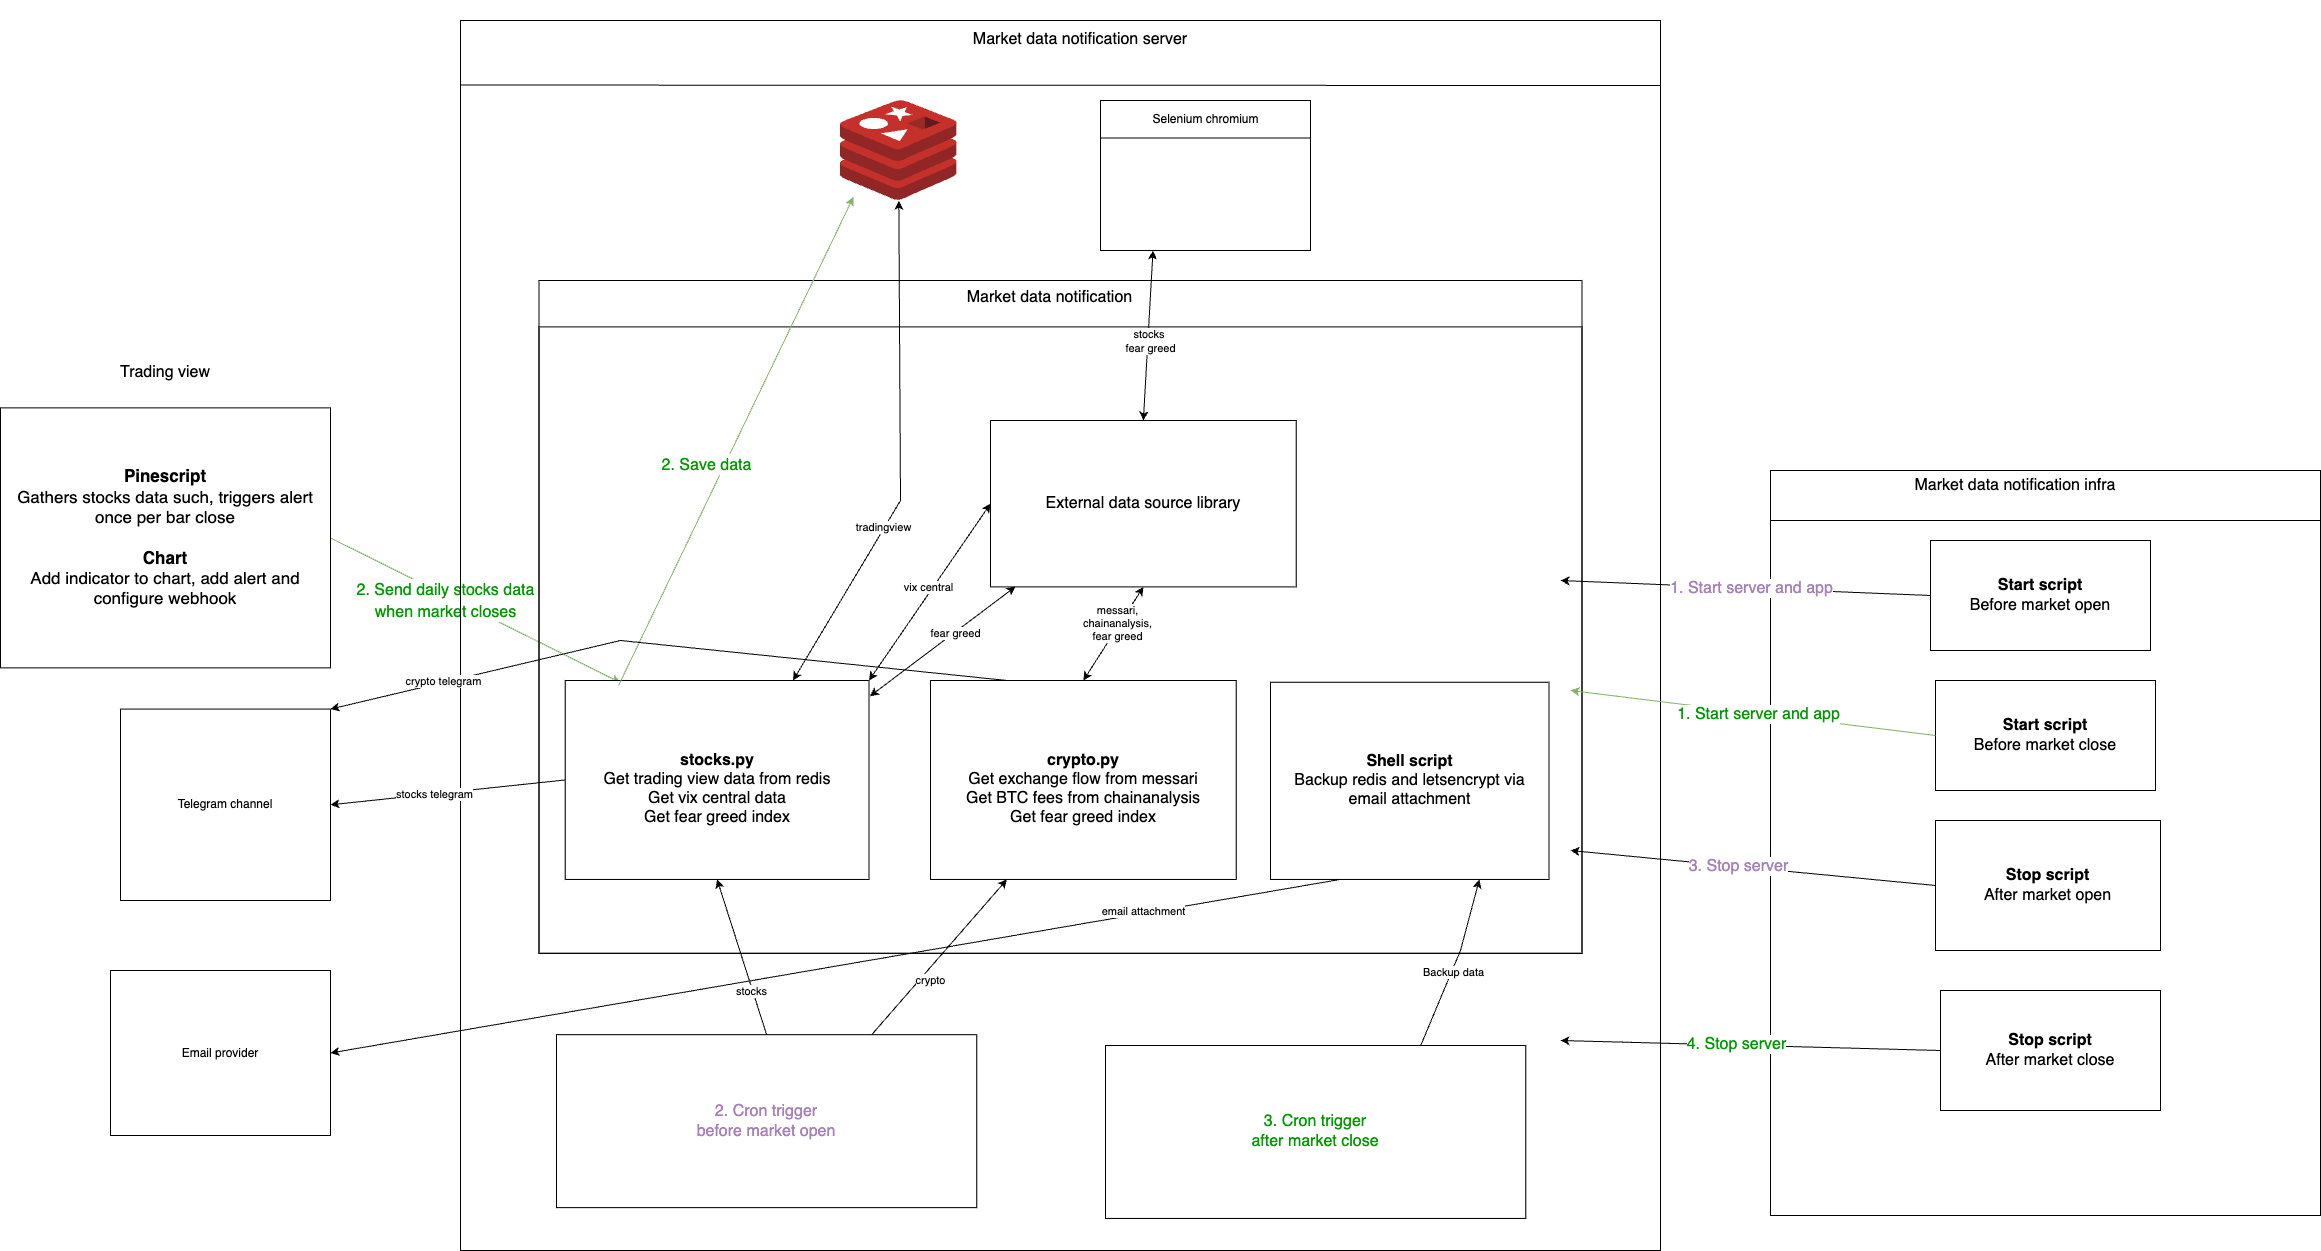 Market data notification server
Selenium chromium
Market data notification
stocks
fear greed
Trading view
Pinescript
Gathers stocks data such, triggers alert
once per bar close
Chart
Add indicator to chart, add alert and
configure webhook
2. Save data
External data source library
tradingview
vix central
fear greed
messari,
chainanalysis,
fear greed
2. Send daily stocks data
when market closes
crypto telegram
Telegram channel
stocks telegram
stocks.py
Get trading view data from redis
Get vix central data
Get fear greed index
crypto.py
Get exchange flow from messari
Get BTC fees from chainanalysis
Get fear greed index
Shell script
Backup redis and letsencrypt via
email attachment
email attachment
Email provider
stocks
crypto
Backup data
2. Cron trigger
before market open
3. Cron trigger
after market close
Market data notification infra
1. Start server and app
Start script
Before market open
1. Start server and app
Start script
Before market close
3. Stop server
Stop script
After market open
4. Stop server
Stop script
After market close